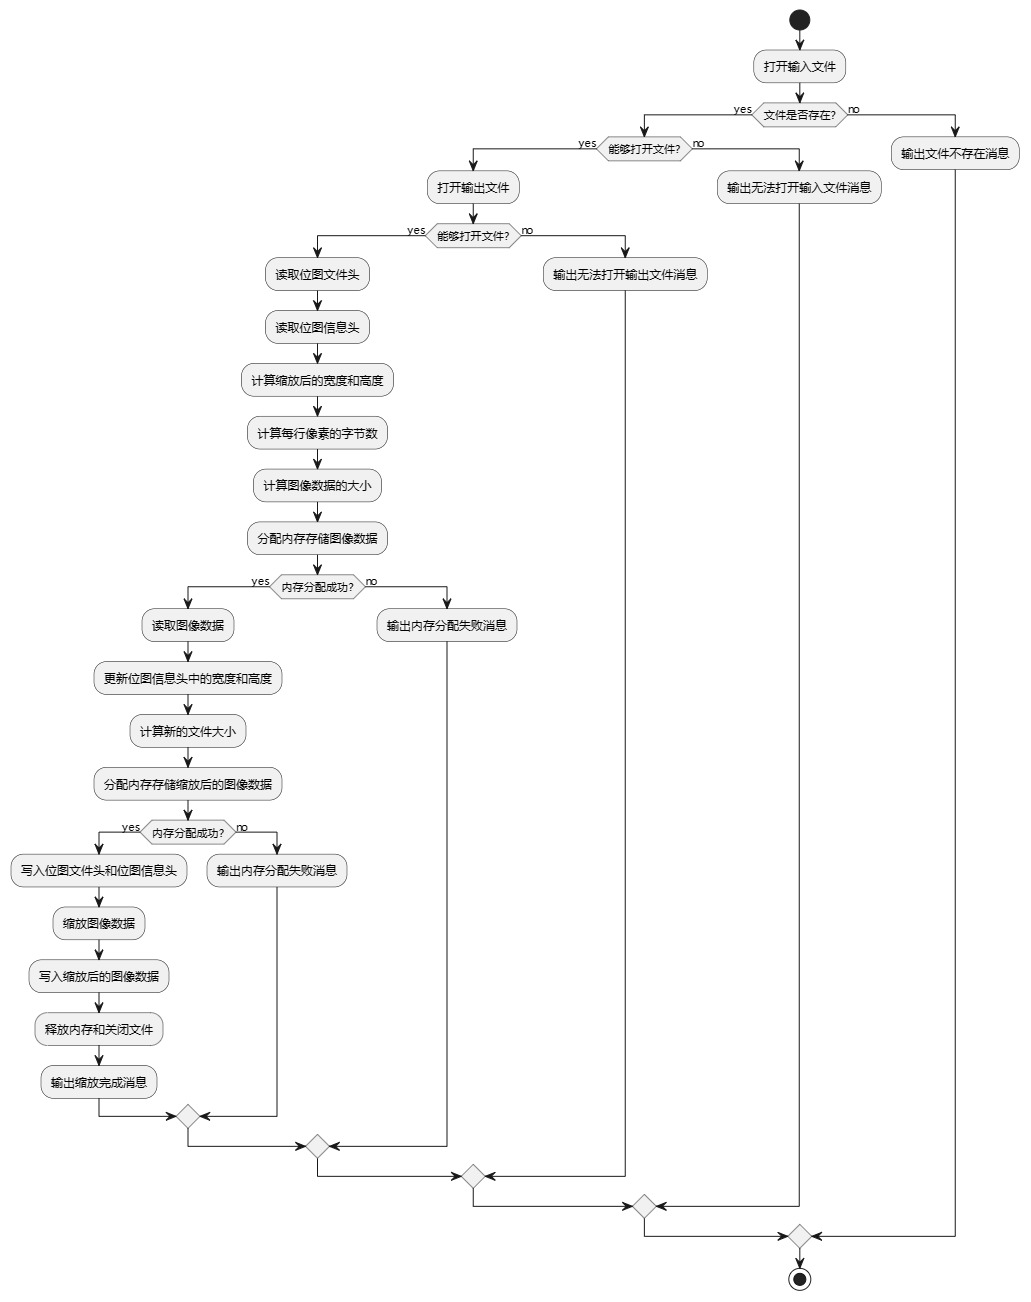 打开输入文件
yes
文件是否存在?
no
yes
能够打开文件?
no
输出文件不存在消息
打开输出文件
输出无法打开输入文件消息
yes
能够打开文件?
no
读取位图文件头
输出无法打开输出文件消息
读取位图信息头
计算缩放后的宽度和高度
计算每行像素的字节数
计算图像数据的大小
分配内存存储图像数据
yes
内存分配成功?
no
读取图像数据
输出内存分配失败消息
更新位图信息头中的宽度和高度
计算新的文件大小
分配内存存储缩放后的图像数据
yes
内存分配成功?
no
写入位图文件头和位图信息头
输出内存分配失败消息
缩放图像数据
写入缩放后的图像数据
释放内存和关闭文件
输出缩放完成消息